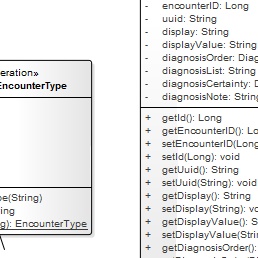 eration»
EncounterType
e(String)
ing
g): EncounterType
- encounterID: Long
- uuid: String
- display: String
- displayValue: String
- diagnosisOrder: Diag
- diagnosisList: String
- diagnosisCertainty: D
- diagnosisNote: String
+ getId(): Long
+ getEncounterID(): Lo
+ setEncounterID(Long
+ setId(Long): void
+ getUuid(): String
+ setUuid(String): void
+ getDisplay(): String
+ setDisplay(String): vo
+ getDisplayValue(): S
+ setDisplayValue(Strin
+ getDiagnosisOrder():